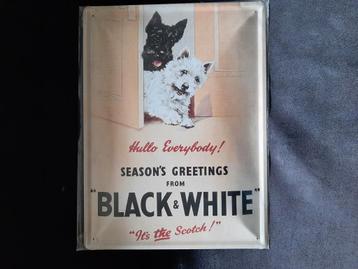 Hullo Everybody!
SEASON'S GREETINGS
FROM
"BLACK & WHITE"
"It's the Scotch!"